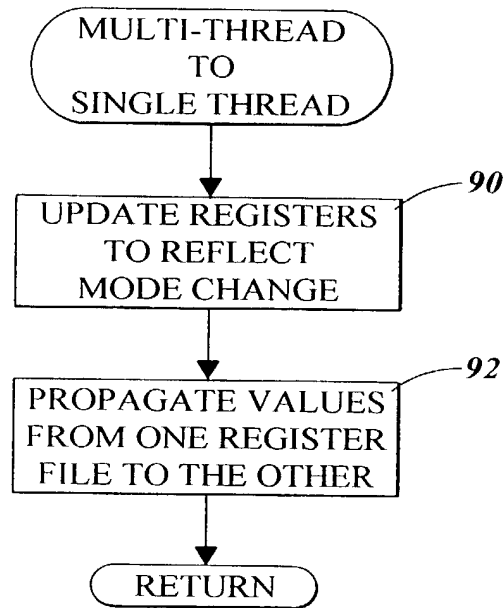 MULTI-THREAD
TO
SINGLE THREAD
90
UPDATE REGISTERS
TO REFLECT
MODE CHANGE
92
PROPAGATE VALUES
FROM ONE REGISTER
FILE TO THE OTHER
RETURN